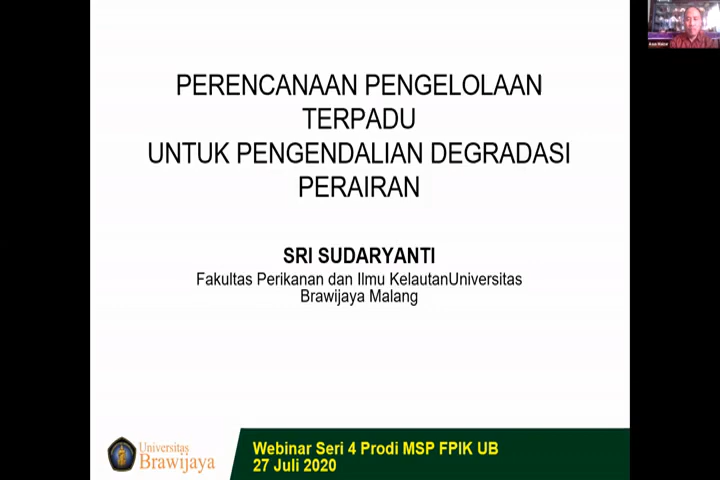 PERENCANAAN PENGELOLAAN
TERPADU
UNTUK PENGENDALIAN DEGRADASI
PERAIRAN
SRI SUDARYANTI
Fakultas Perikanan dan Ilmu KelautanUniversitas
Brawijaya Malang
Universitas
Brawijaya
Webinar Seri 4 Prodi MSP FPIK UB
27 Juli 2020